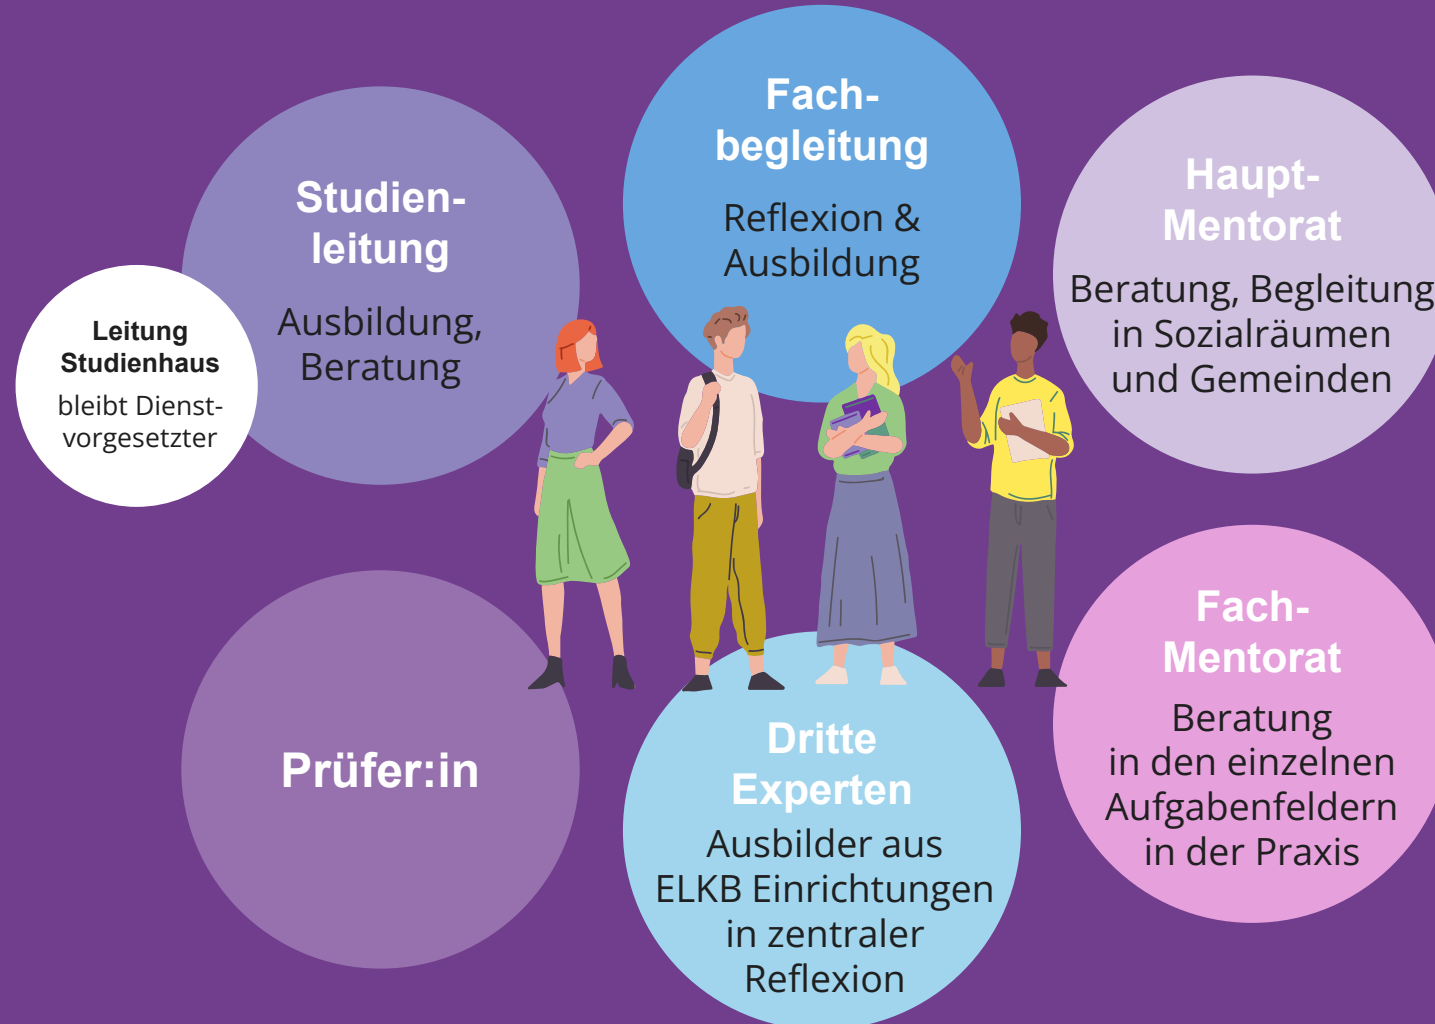 Leitung
Studienhaus
bleibt Dienst-
vorgesetzter
Studien-
leitung
Ausbildung,
Beratung
Fach-
begleitung
Reflexion &
Ausbildung
Haupt-
Mentorat
Beratung, Begleitung
in Sozialräumen
und Gemeinden
Prüfer:in
Dritte
Experten
Ausbilder aus
ELKB Einrichtungen
in zentraler
Reflexion
Fach-
Mentorat
Beratung
in den einzelnen
Aufgabenfeldern
in der Praxis